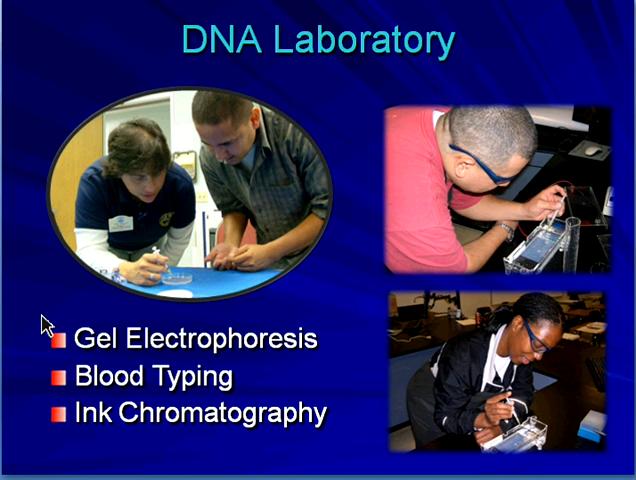 DNA Laboratory
Gel Electrophoresis
Blood Typing
Ink Chromatography